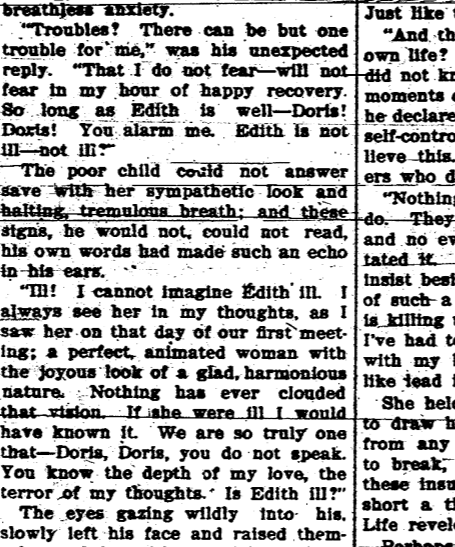 breathless anxiety.
"Troubles? There can be but one
trouble for me," was his unexpected
reply. "That I do not fear—will not
fear in my hour of happy recovery.
So long as Edith is well—Doris!
Doris! You alarm me. Edith is not
ill—not ill?"
The poor child could not answer
save with her sympathetic look and
halting, tremulous breath; and these
signs, he would not, could not read,
his own words had made such an echo
in his ears.
"Ill! I cannot imagine Edith ill. I
always see her in my thoughts, as I
saw her on that day of our first meet-
ing; a perfect, animated woman with
the joyous look of a glad, harmonious
nature. Nothing has ever clouded
that vision. If she were ill I would
have known it. We are so truly one
that—Doris, Doris, you do not speak.
You know the depth of my love, the
terror of my thoughts. Is Edith ill?"
The eyes gazing wildly into his,
slowly left his face and raised them-
Just like
"And th
own life?
did not kn
moments
he declare
self-contro
lieve this.
ers who d
"Nothing
do. They
and no ev
tated it.
insist besi
of such a
is killing
I've had t
with my
like lead
She held
to draw h
from any
to break,
these insu
short a th
Life revel
Perhaps